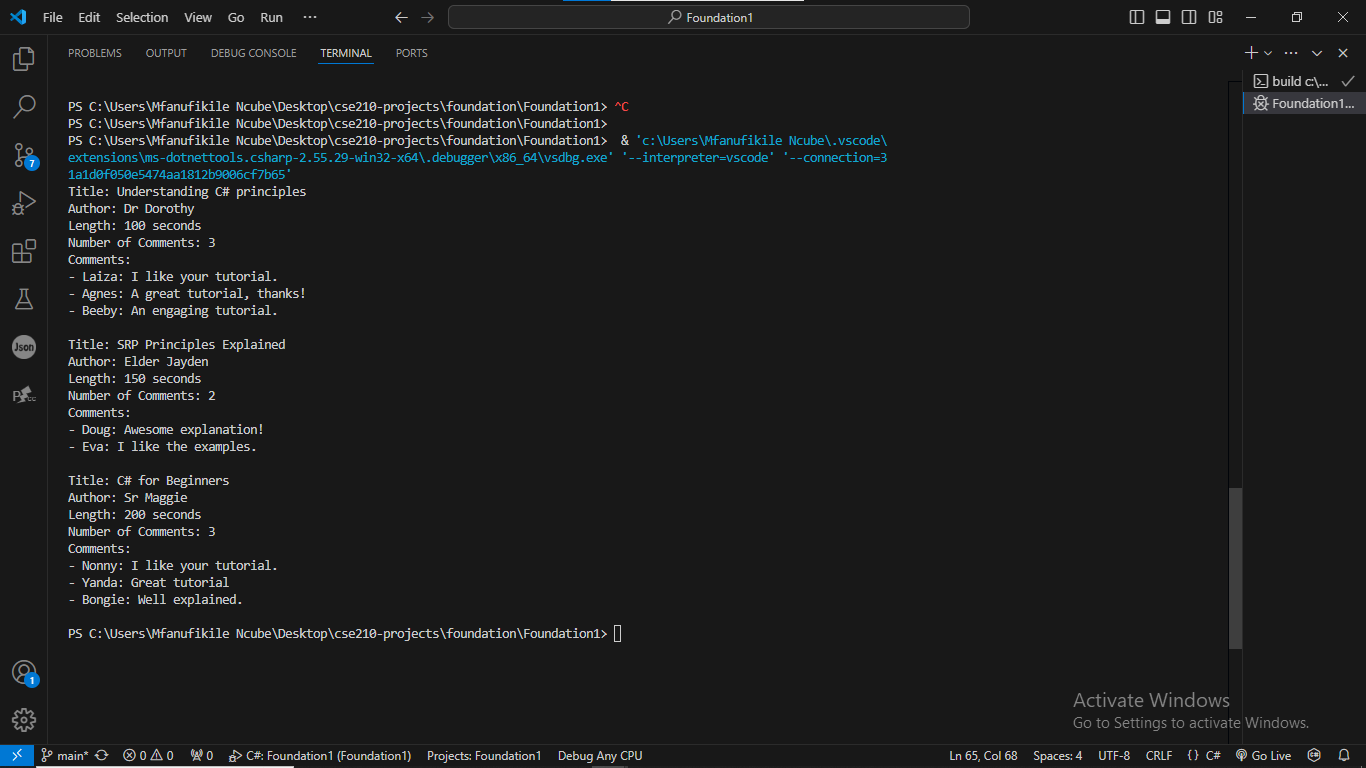 File Edit Selection View Go Run ··· Foundation1
PROBLEMS OUTPUT DEBUG CONSOLE TERMINAL PORTS
build c:\...
Foundation1...
PS C:\Users\Mfanufikile Ncube\Desktop\cse210-projects\foundation\Foundation1> ^C
PS C:\Users\Mfanufikile Ncube\Desktop\cse210-projects\foundation\Foundation1>
PS C:\Users\Mfanufikile Ncube\Desktop\cse210-projects\foundation\Foundation1>  & 'c:\Users\Mfanufikile Ncube\.vscode\
extensions\ms-dotnettools.csharp-2.55.29-win32-x64\.debugger\x86_64\vsdbg.exe' '--interpreter=vscode' '--connection=3
1a1d0f050e5474aa1812b9006cf7b65'
Title: Understanding C# principles
Author: Dr Dorothy
Length: 100 seconds
Number of Comments: 3
Comments:
- Laiza: I like your tutorial.
- Agnes: A great tutorial, thanks!
- Beeby: An engaging tutorial.
Title: SRP Principles Explained
Author: Elder Jayden
Length: 150 seconds
Number of Comments: 2
Comments:
- Doug: Awesome explanation!
- Eva: I like the examples.
Title: C# for Beginners
Author: Sr Maggie
Length: 200 seconds
Number of Comments: 3
Comments:
- Nonny: I like your tutorial.
- Yanda: Great tutorial
- Bongie: Well explained.
PS C:\Users\Mfanufikile Ncube\Desktop\cse210-projects\foundation\Foundation1>
7
Json
1
Activate Windows
Go to Settings to activate Windows.
main* 0 0 0 C#: Foundation1 (Foundation1) Projects: Foundation1 Debug Any CPU Ln 65, Col 68 Spaces: 4 UTF-8 CRLF {} C# Go Live